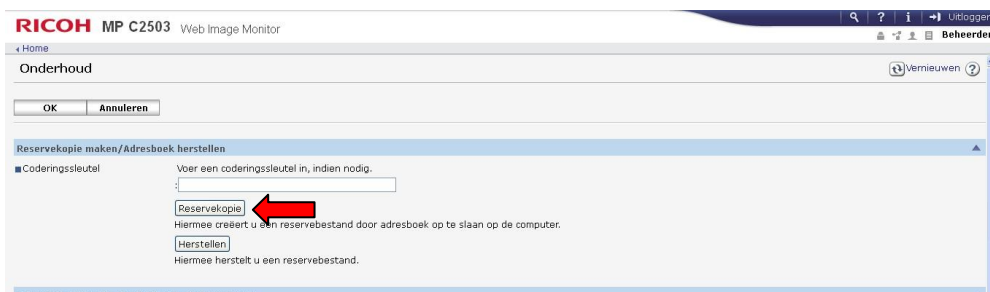 RICOH MP C2503 Web Image Monitor
? i Uitlogger
Beheerder
Home
Onderhoud
Vernieuwen ?
OK Annuleren
Reservekopie maken/Adresboek herstellen
Coderingssleutel Voer een coderingssleutel in, indien nodig.
:
Reservekopie
Hiermee creëert u een reservebestand door adresboek op te slaan op de computer.
Herstellen
Hiermee herstelt u een reservebestand.